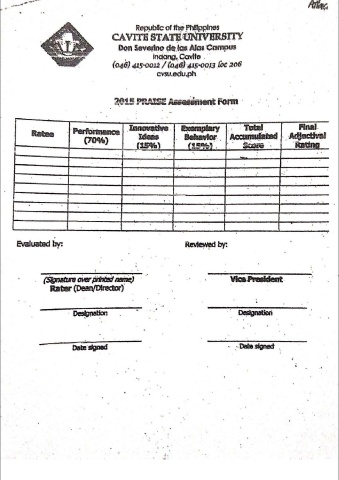 Republic of the Philippines
CAVITE STATE UNIVERSITY
Don Severino de las Alas Campus
Indang, Cavite
(046) 415-0012 / (046) 415-0013 loc 206
cvsu.edu.ph
2015 PRAISE Assessment Form
Ratee Performance (70%) Innovative Ideas (15%) Exemplary Behavior (15%) Total Accumulated Score Final Adjectival Rating
Evaluated by: Reviewed by:
(Signature over printed name) Vice President
Rater (Dean/Director)
Designation Designation
Date signed Date signed